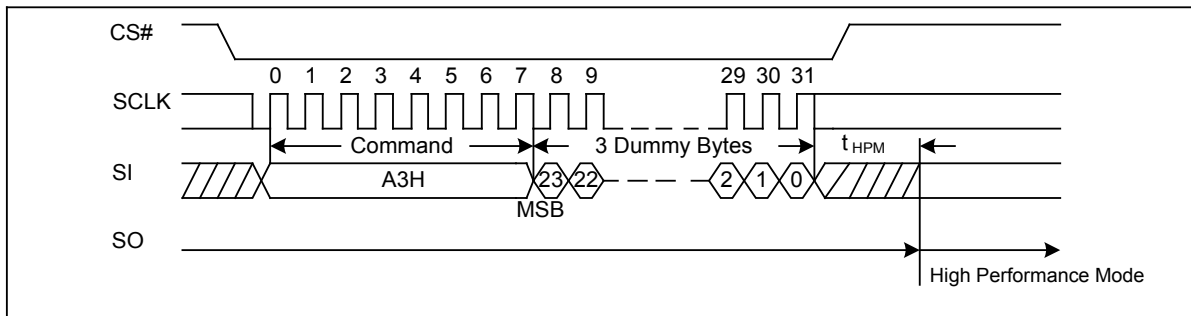 CS#
0 1 2 3 4 5 6 7 8 9 29 30 31
SCLK
Command 3 Dummy Bytes t HPM
SI A3H 23 22 2 1 0
MSB
SO
High Performance Mode